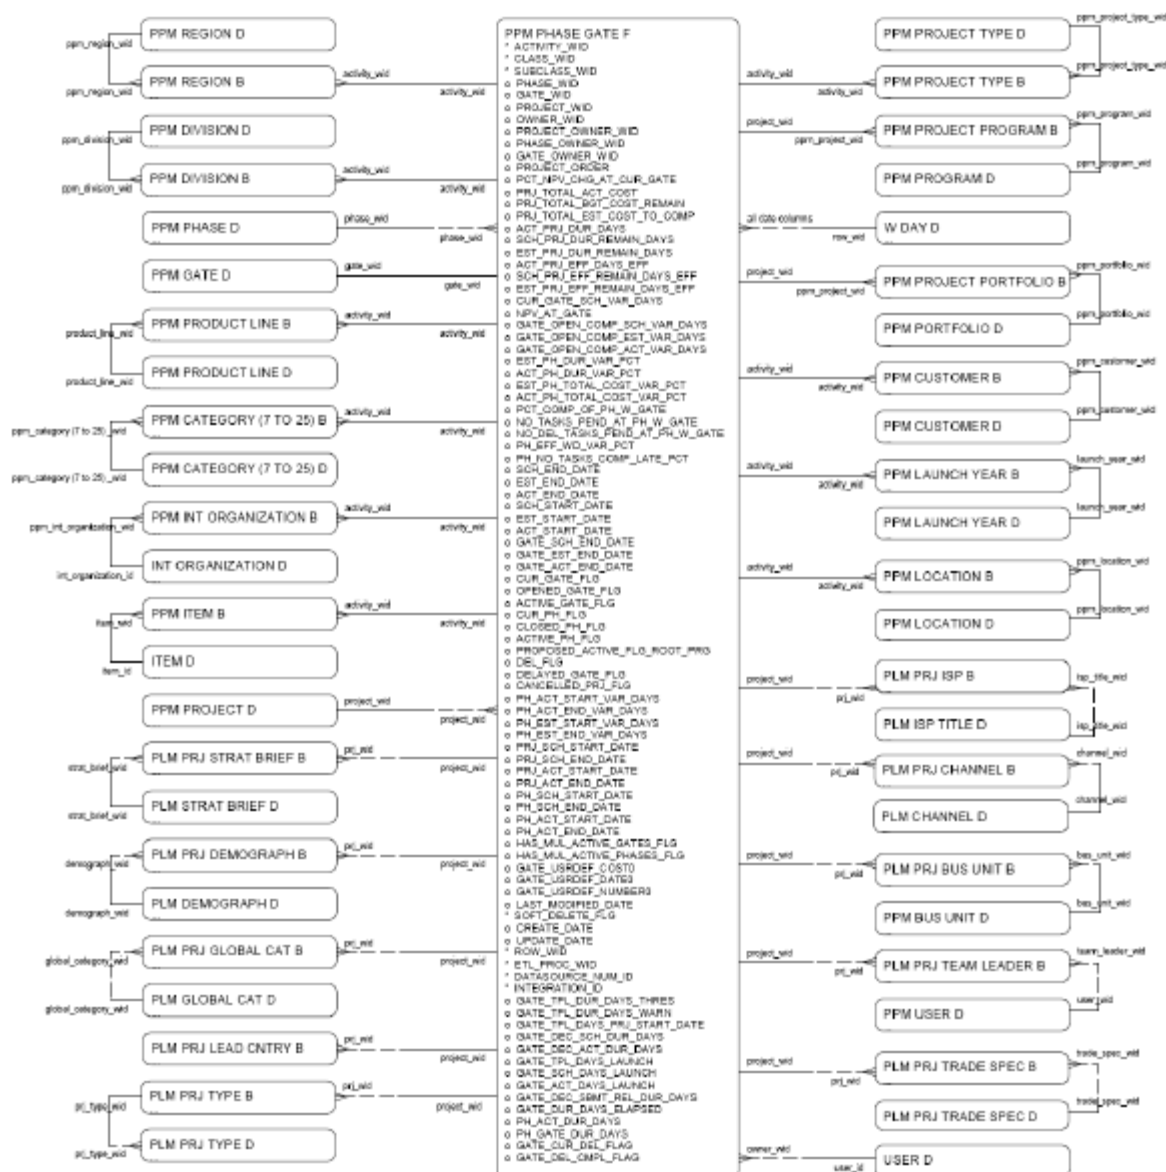 PPM REGION D
ppm_region_wid
PPM REGION B
ppm_region_wid
activity_wid
activity_wid
PPM DIVISION D
ppm_division_wid
PPM DIVISION B
ppm_division_wid
activity_wid
activity_wid
PPM PHASE D
phase_wid
phase_wid
PPM GATE D
gate_wid
gate_wid
PPM PRODUCT LINE B
product_line_wid
activity_wid
activity_wid
PPM PRODUCT LINE D
product_line_wid
PPM CATEGORY (7 TO 25) B
ppm_category (7 to 25)_wid
activity_wid
activity_wid
PPM CATEGORY (7 TO 25) D
ppm_category (7 to 25)_wid
PPM INT ORGANIZATION B
ppm_int_organization_wid
activity_wid
activity_wid
INT ORGANIZATION D
int_organization_id
PPM ITEM B
item_wid
activity_wid
activity_wid
ITEM D
item_id
PPM PROJECT D
project_wid
project_wid
PLM PRJ STRAT BRIEF B
strat_brief_wid
prj_wid
project_wid
PLM STRAT BRIEF D
strat_brief_wid
PLM PRJ DEMOGRAPH B
demograph_wid
prj_wid
project_wid
PLM DEMOGRAPH D
demograph_wid
PLM PRJ GLOBAL CAT B
global_category_wid
prj_wid
project_wid
PLM GLOBAL CAT D
global_category_wid
PLM PRJ LEAD CNTRY B
prj_wid
project_wid
PLM PRJ TYPE B
prj_type_wid
prj_wid
project_wid
PLM PRJ TYPE D
prj_type_wid
PPM PHASE GATE F
* ACTIVITY_WID
* CLASS_WID
* SUBCLASS_WID
o PHASE_WID
o GATE_WID
o PROJECT_WID
o OWNER_WID
o PROJECT_OWNER_WID
o PHASE_OWNER_WID
o GATE_OWNER_WID
o PROJECT_ORDER
o PCT_NPV_CHG_AT_CUR_GATE
o PRJ_TOTAL_ACT_COST
o PRJ_TOTAL_BGT_COST_REMAIN
o PRJ_TOTAL_EST_COST_TO_COMP
o ACT_PRJ_DUR_DAYS
o SCH_PRJ_DUR_REMAIN_DAYS
o EST_PRJ_DUR_REMAIN_DAYS
o ACT_PRJ_EFF_DAYS_EFF
o SCH_PRJ_EFF_REMAIN_DAYS_EFF
o EST_PRJ_EFF_REMAIN_DAYS_EFF
o CUR_GATE_SCH_VAR_DAYS
o NPV_AT_GATE
o GATE_OPEN_COMP_SCH_VAR_DAYS
o GATE_OPEN_COMP_EST_VAR_DAYS
o GATE_OPEN_COMP_ACT_VAR_DAYS
o EST_PH_DUR_VAR_PCT
o ACT_PH_DUR_VAR_PCT
o EST_PH_TOTAL_COST_VAR_PCT
o ACT_PH_TOTAL_COST_VAR_PCT
o PCT_COMP_OF_PH_W_GATE
o NO_TASKS_PEND_AT_PH_W_GATE
o NO_DEL_TASKS_PEND_AT_PH_W_GATE
o PH_EFF_WD_VAR_PCT
o PH_NO_TASKS_COMP_LATE_PCT
o SCH_END_DATE
o EST_END_DATE
o ACT_END_DATE
o SCH_START_DATE
o EST_START_DATE
o ACT_START_DATE
o GATE_SCH_END_DATE
o GATE_EST_END_DATE
o GATE_ACT_END_DATE
o CUR_GATE_FLG
o OPENED_GATE_FLG
o ACTIVE_GATE_FLG
o CUR_PH_FLG
o CLOSED_PH_FLG
o ACTIVE_PH_FLG
o PROPOSED_ACTIVE_FLG_ROOT_PRG
o DEL_FLG
o DELAYED_GATE_FLG
o CANCELLED_PRJ_FLG
o PH_ACT_START_VAR_DAYS
o PH_ACT_END_VAR_DAYS
o PH_EST_START_VAR_DAYS
o PH_EST_END_VAR_DAYS
o PRJ_SCH_START_DATE
o PRJ_SCH_END_DATE
o PRJ_ACT_START_DATE
o PRJ_ACT_END_DATE
o PH_SCH_START_DATE
o PH_SCH_END_DATE
o PH_ACT_START_DATE
o PH_ACT_END_DATE
o HAS_MUL_ACTIVE_GATES_FLG
o HAS_MUL_ACTIVE_PHASES_FLG
o GATE_USRDEF_COST0
o GATE_USRDEF_DATE0
o GATE_USRDEF_NUMBER0
o LAST_MODIFIED_DATE
* SOFT_DELETE_FLG
o CREATE_DATE
o UPDATE_DATE
* ROW_WID
* ETL_PROC_WID
* DATASOURCE_NUM_ID
* INTEGRATION_ID
o GATE_TPL_DUR_DAYS_THRES
o GATE_TPL_DUR_DAYS_WARN
o GATE_TPL_DAYS_PRJ_START_DATE
o GATE_DEC_SCH_DUR_DAYS
o GATE_DEC_ACT_DUR_DAYS
o GATE_TPL_DAYS_LAUNCH
o GATE_SCH_DAYS_LAUNCH
o GATE_ACT_DAYS_LAUNCH
o GATE_DEC_SBMT_REL_DUR_DAYS
o GATE_DUR_DAYS_ELAPSED
o PH_ACT_DUR_DAYS
o PH_GATE_DUR_DAYS
o GATE_CUR_DEL_FLAG
o GATE_DEL_CMPL_FLAG
PPM PROJECT TYPE D
ppm_project_type_wid
PPM PROJECT TYPE B
ppm_project_type_wid
activity_wid
activity_wid
PPM PROJECT PROGRAM B
ppm_program_wid
project_wid
ppm_project_wid
PPM PROGRAM D
ppm_program_wid
W DAY D
all date columns
row_wid
PPM PROJECT PORTFOLIO B
ppm_portfolio_wid
project_wid
ppm_project_wid
PPM PORTFOLIO D
ppm_portfolio_wid
PPM CUSTOMER B
ppm_customer_wid
activity_wid
activity_wid
PPM CUSTOMER D
ppm_customer_wid
PPM LAUNCH YEAR B
launch_year_wid
activity_wid
activity_wid
PPM LAUNCH YEAR D
launch_year_wid
PPM LOCATION B
ppm_location_wid
activity_wid
activity_wid
PPM LOCATION D
ppm_location_wid
PLM PRJ ISP B
isp_title_wid
project_wid
prj_wid
PLM ISP TITLE D
isp_title_wid
PLM PRJ CHANNEL B
channel_wid
project_wid
prj_wid
PLM CHANNEL D
channel_wid
PLM PRJ BUS UNIT B
bus_unit_wid
project_wid
prj_wid
PPM BUS UNIT D
bus_unit_wid
PLM PRJ TEAM LEADER B
team_leader_wid
project_wid
prj_wid
PPM USER D
user_wid
PLM PRJ TRADE SPEC B
trade_spec_wid
project_wid
prj_wid
PLM PRJ TRADE SPEC D
trade_spec_wid
USER D
owner_wid
user_id